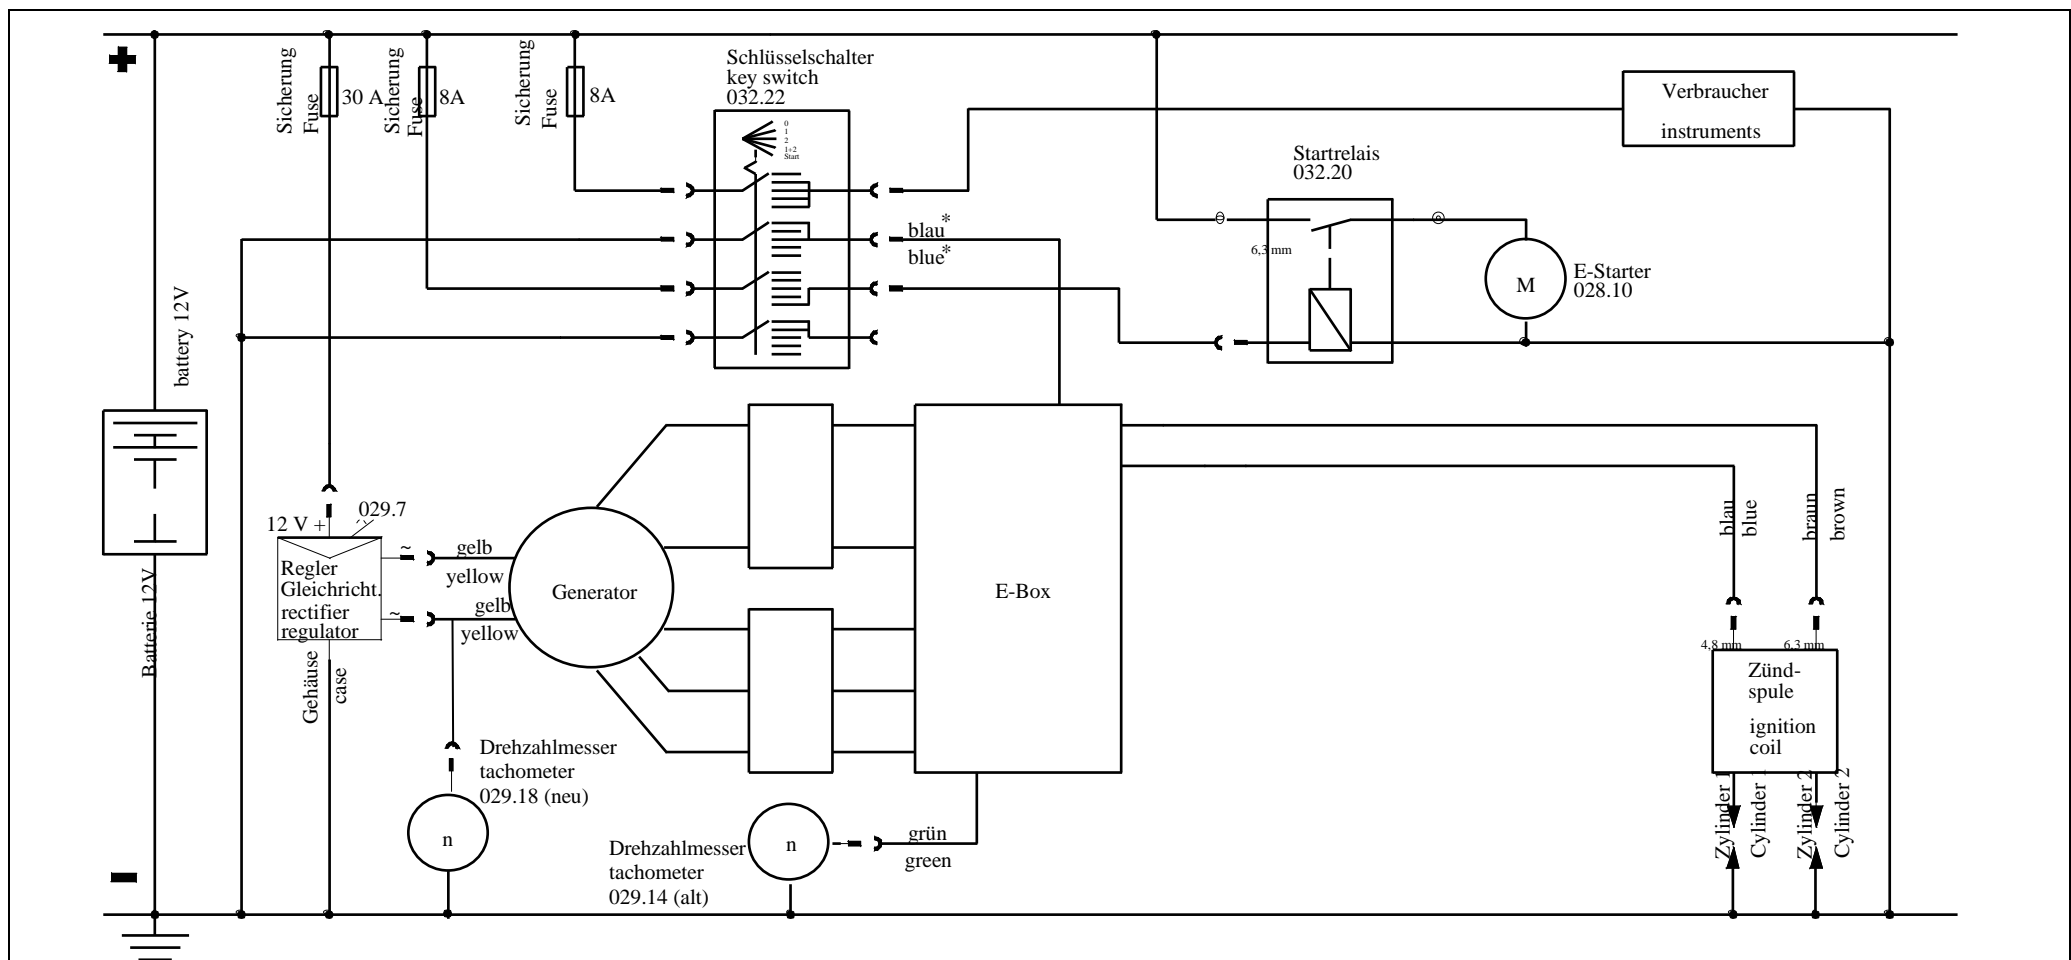 Sicherung
Fuse
30 A
Sicherung
Fuse
8A
Sicherung
Fuse
8A
Schlüsselschalter
key switch
032.22
0
1
2
1+2
Start
Verbraucher
instruments
Startrelais
032.20
6,3 mm
M
E-Starter
028.10
blau*
blue*
battery 12V
Batterie 12V
12 V +
029.7
Regler
Gleichricht.
rectifier
regulator
~
~
gelb
yellow
gelb
yellow
Generator
E-Box
Gehäuse
case
Drehzahlmesser
tachometer
029.18 (neu)
n
Drehzahlmesser
tachometer
029.14 (alt)
n
grün
green
blau
blue
braun
brown
4,8 mm
6,3 mm
Zünd-
spule
ignition
coil
Zylinder 1
Cylinder 1
Zylinder 2
Cylinder 2